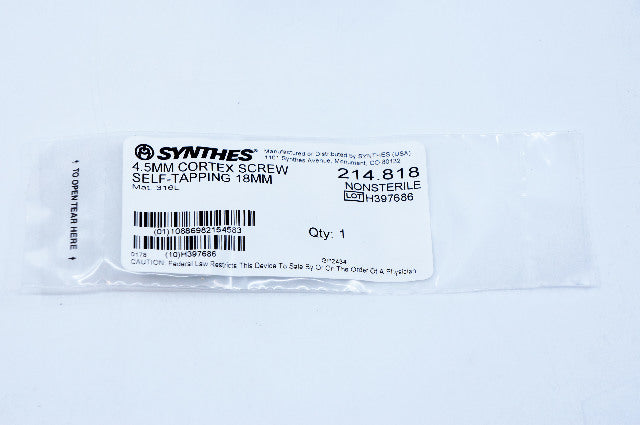 SYNTHES®
Manufactured or Distributed by SYNTHES (USA)
1101 Synthes Avenue, Monument, CO 80132
4.5MM CORTEX SCREW
SELF-TAPPING 18MM
Mat. 316L
214.818
NONSTERILE
LOT H397686
(01)10886982154583
Qty: 1
(10)H397686
CAUTION: Federal Law Restricts This Device To Sale By Or On The Order Of A Physician
TO OPEN TEAR HERE